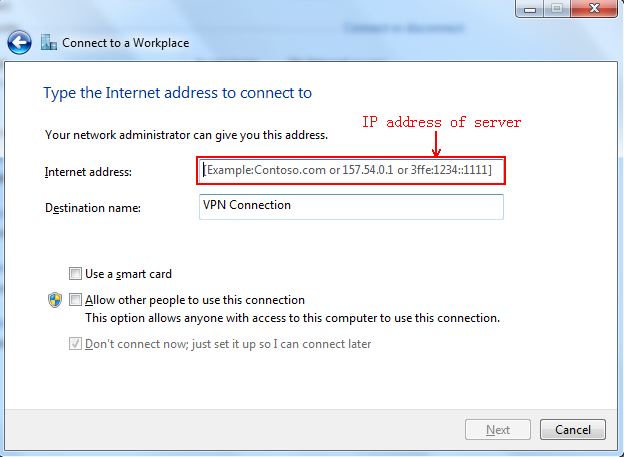 Connect or disconnect
Connect to a Workplace
Type the Internet address to connect to
IP address of server
Your network administrator can give you this address.
Internet address:
[Example:Contoso.com or 157.54.0.1 or 3ffe:1234::1111]
Destination name:
VPN Connection
Use a smart card
Allow other people to use this connection
This option allows anyone with access to this computer to use this connection.
Don't connect now; just set it up so I can connect later
Next
Cancel